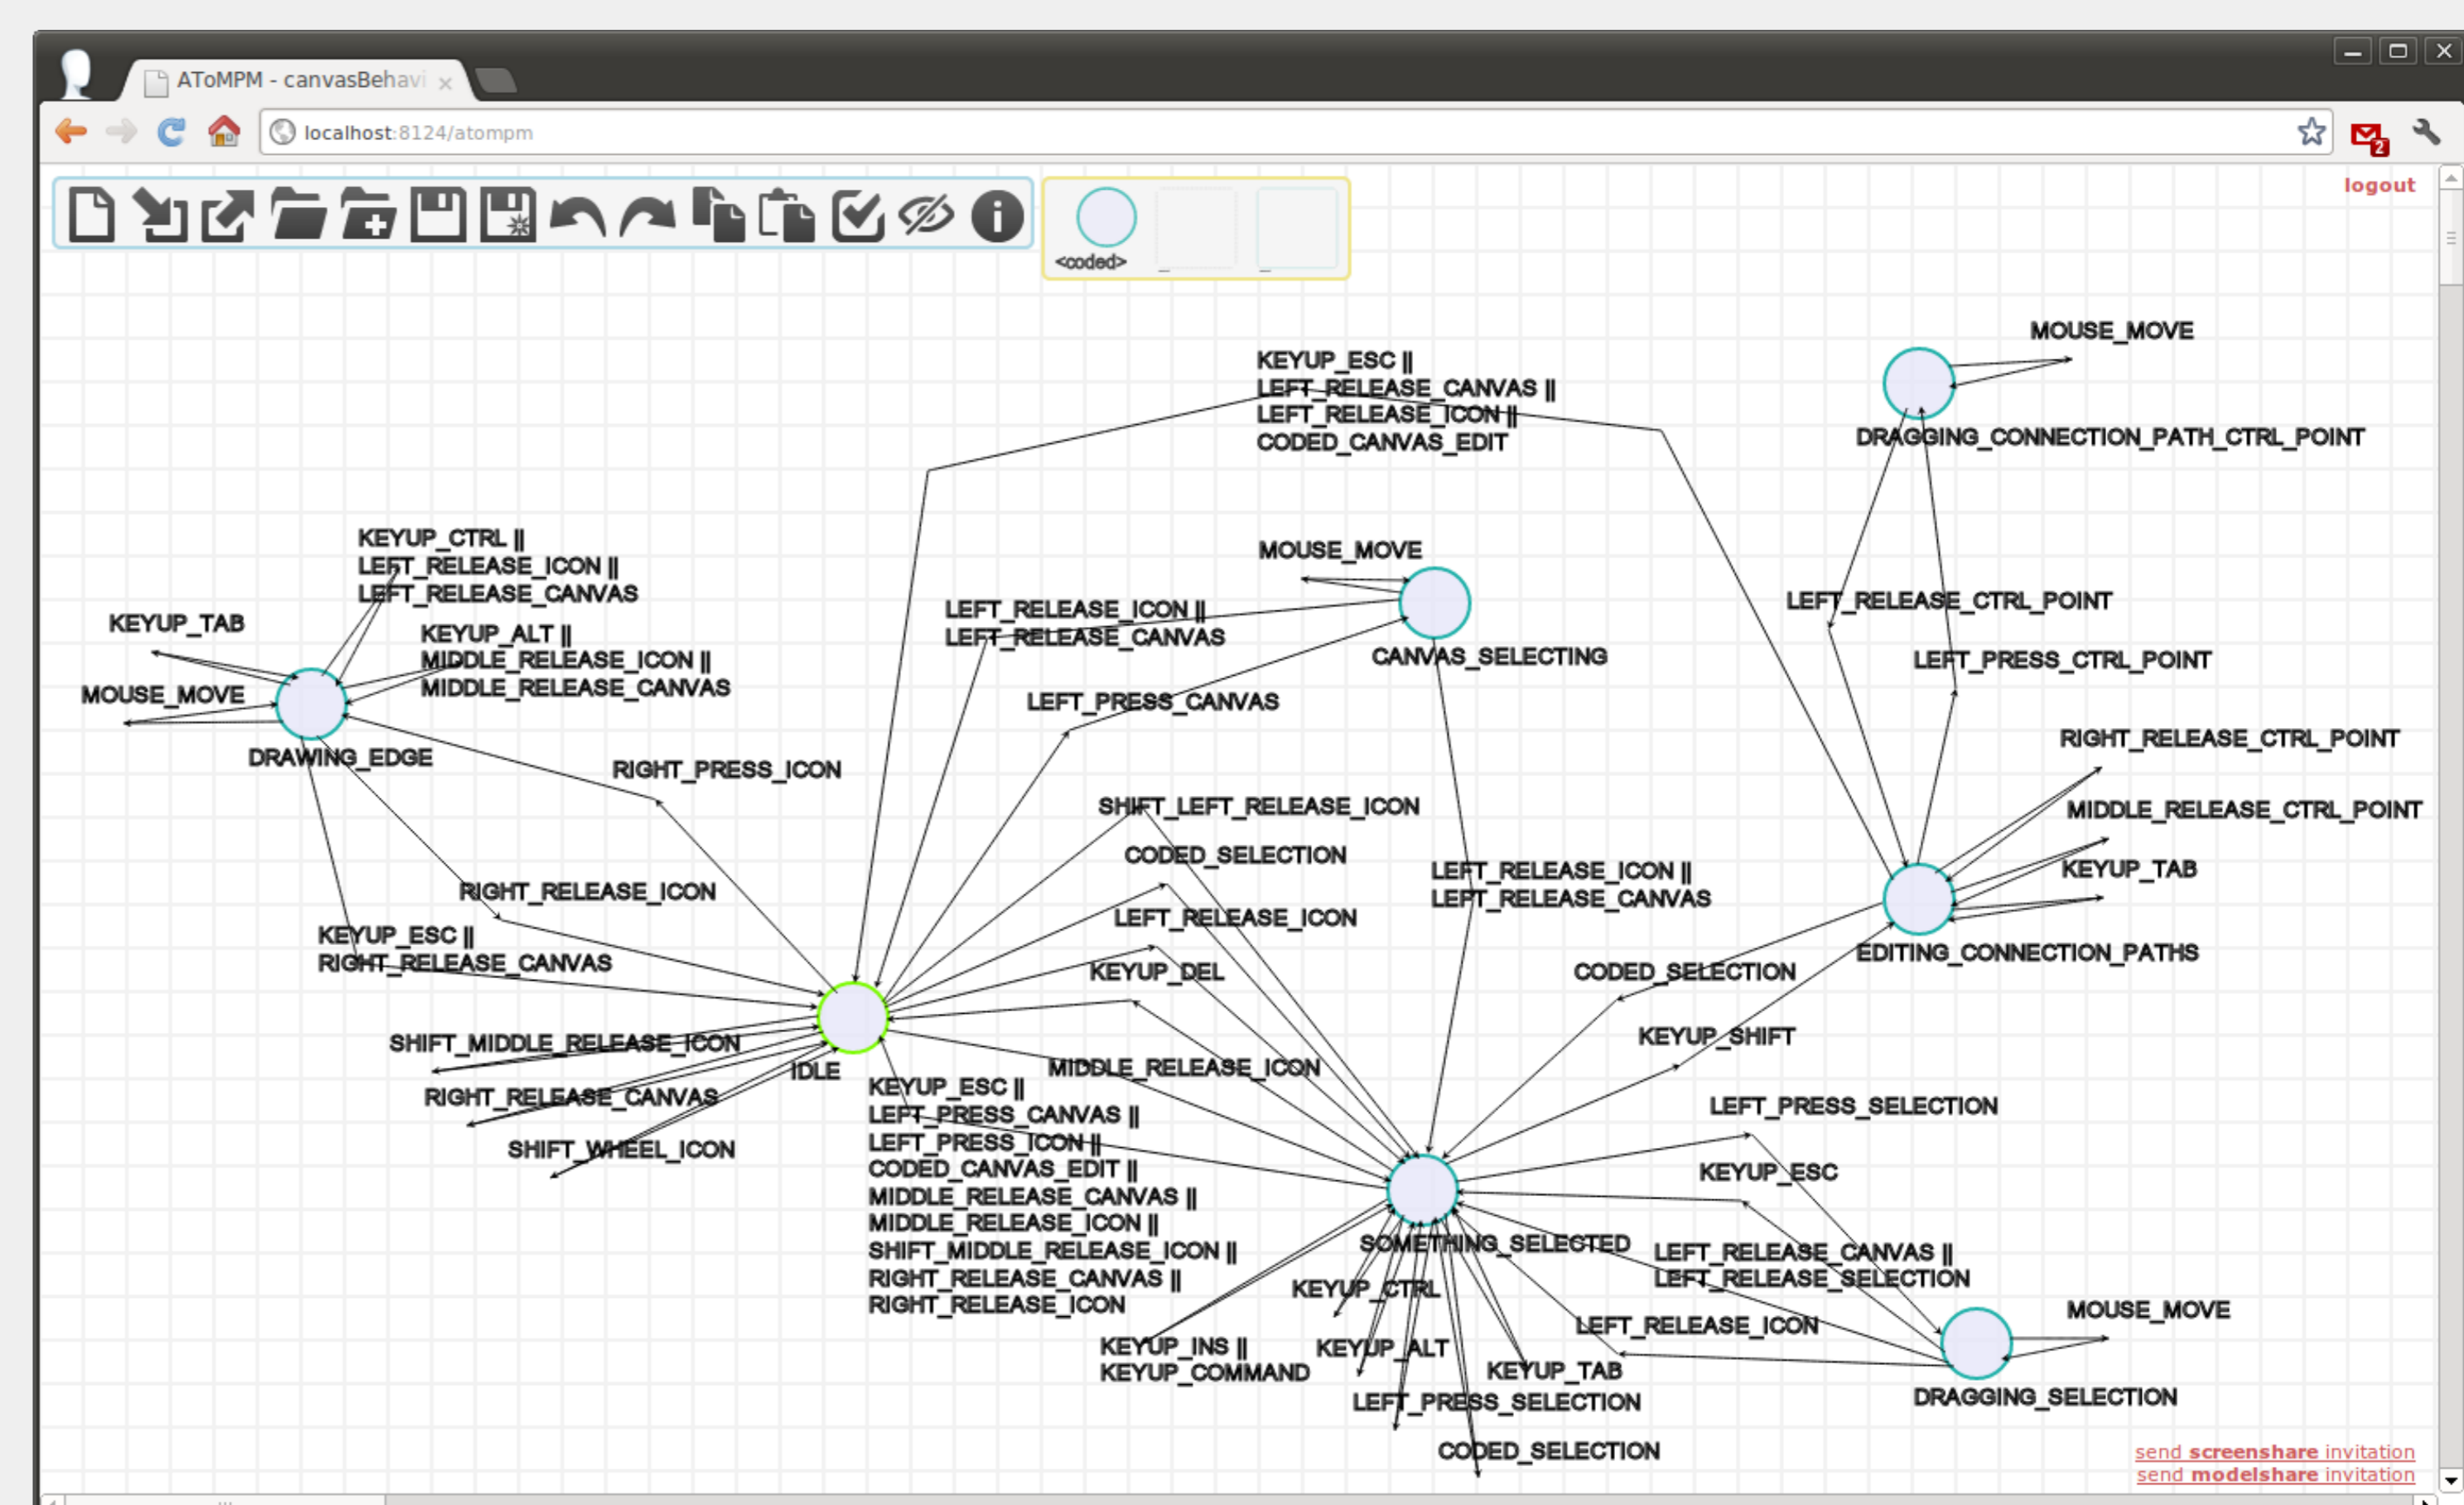 AToMPM - canvasBehavi
localhost:8124/atompm
2
logout
<coded>
_
_
MOUSE_MOVE
KEYUP_ESC ||
LEFT_RELEASE_CANVAS ||
LEFT_RELEASE_ICON ||
CODED_CANVAS_EDIT
DRAGGING_CONNECTION_PATH_CTRL_POINT
KEYUP_CTRL ||
LEFT_RELEASE_ICON ||
LEFT_RELEASE_CANVAS
MOUSE_MOVE
KEYUP_TAB
LEFT_RELEASE_ICON ||
LEFT_RELEASE_CANVAS
LEFT_RELEASE_CTRL_POINT
KEYUP_ALT ||
MIDDLE_RELEASE_ICON ||
MIDDLE_RELEASE_CANVAS
CANVAS_SELECTING
LEFT_PRESS_CTRL_POINT
MOUSE_MOVE
LEFT_PRESS_CANVAS
DRAWING_EDGE
RIGHT_PRESS_ICON
RIGHT_RELEASE_CTRL_POINT
SHIFT_LEFT_RELEASE_ICON
MIDDLE_RELEASE_CTRL_POINT
CODED_SELECTION
LEFT_RELEASE_ICON ||
LEFT_RELEASE_CANVAS
KEYUP_TAB
RIGHT_RELEASE_ICON
LEFT_RELEASE_ICON
KEYUP_ESC ||
RIGHT_RELEASE_CANVAS
EDITING_CONNECTION_PATHS
KEYUP_DEL
CODED_SELECTION
SHIFT_MIDDLE_RELEASE_ICON
KEYUP_SHIFT
IDLE
MIDDLE_RELEASE_ICON
RIGHT_RELEASE_CANVAS
KEYUP_ESC ||
LEFT_PRESS_CANVAS ||
LEFT_PRESS_ICON ||
CODED_CANVAS_EDIT ||
MIDDLE_RELEASE_CANVAS ||
MIDDLE_RELEASE_ICON ||
SHIFT_MIDDLE_RELEASE_ICON ||
RIGHT_RELEASE_CANVAS ||
RIGHT_RELEASE_ICON
LEFT_PRESS_SELECTION
SHIFT_WHEEL_ICON
KEYUP_ESC
SOMETHING_SELECTED
LEFT_RELEASE_CANVAS ||
LEFT_RELEASE_SELECTION
KEYUP_CTRL
MOUSE_MOVE
LEFT_RELEASE_ICON
KEYUP_INS ||
KEYUP_COMMAND
KEYUP_ALT
KEYUP_TAB
DRAGGING_SELECTION
LEFT_PRESS_SELECTION
CODED_SELECTION
send screenshare invitation
send modelshare invitation